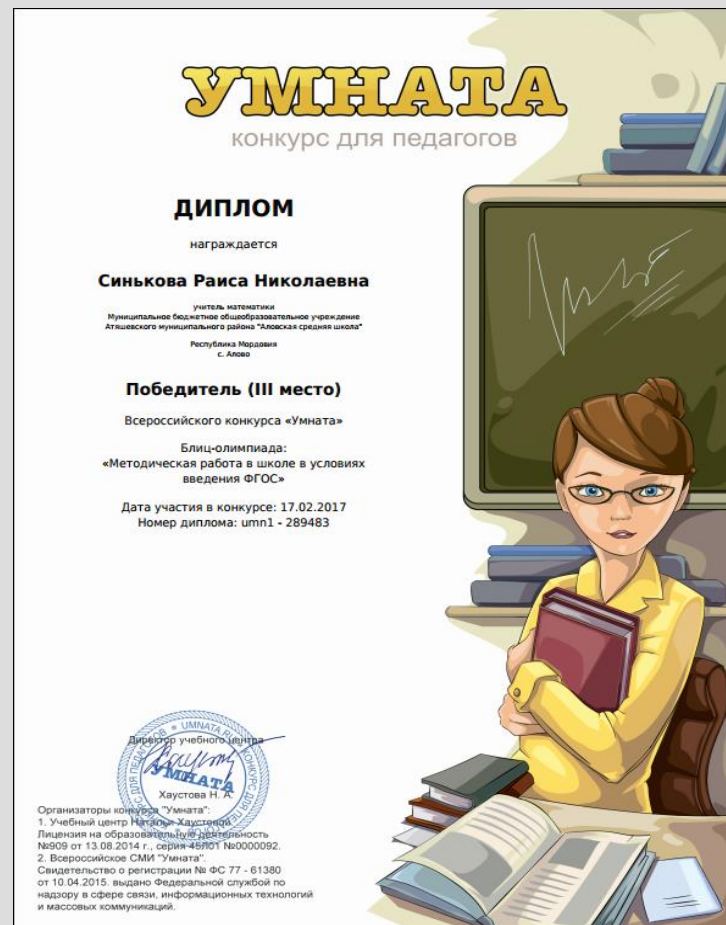 УМНАТА
конкурс для педагогов
ДИПЛОМ
награждается
Синькова Раиса Николаевна
учитель математики
Муниципальное бюджетное общеобразовательное учреждение
Атяшевского муниципального района "Аловская средняя школа"
Республика Мордовия
с. Алово
Победитель (III место)
Всероссийского конкурса «Умната»
Блиц-олимпиада:
«Методическая работа в школе в условиях
введения ФГОС»
Дата участия в конкурсе: 17.02.2017
Номер диплома: umn1 - 289483
Директор учебного центра
УМНАТА
Хаустова Н. А.
Организаторы конкурса "Умната":
1. Учебный центр Натальи Хаустовой
Лицензия на образовательную деятельность
№909 от 13.08.2014 г., серия 45Л01 №0000092.
2. Всероссийское СМИ "Умната".
Свидетельство о регистрации № ФС 77 - 61380
от 10.04.2015. выдано Федеральной службой по
надзору в сфере связи, информационных технологий
и массовых коммуникаций.